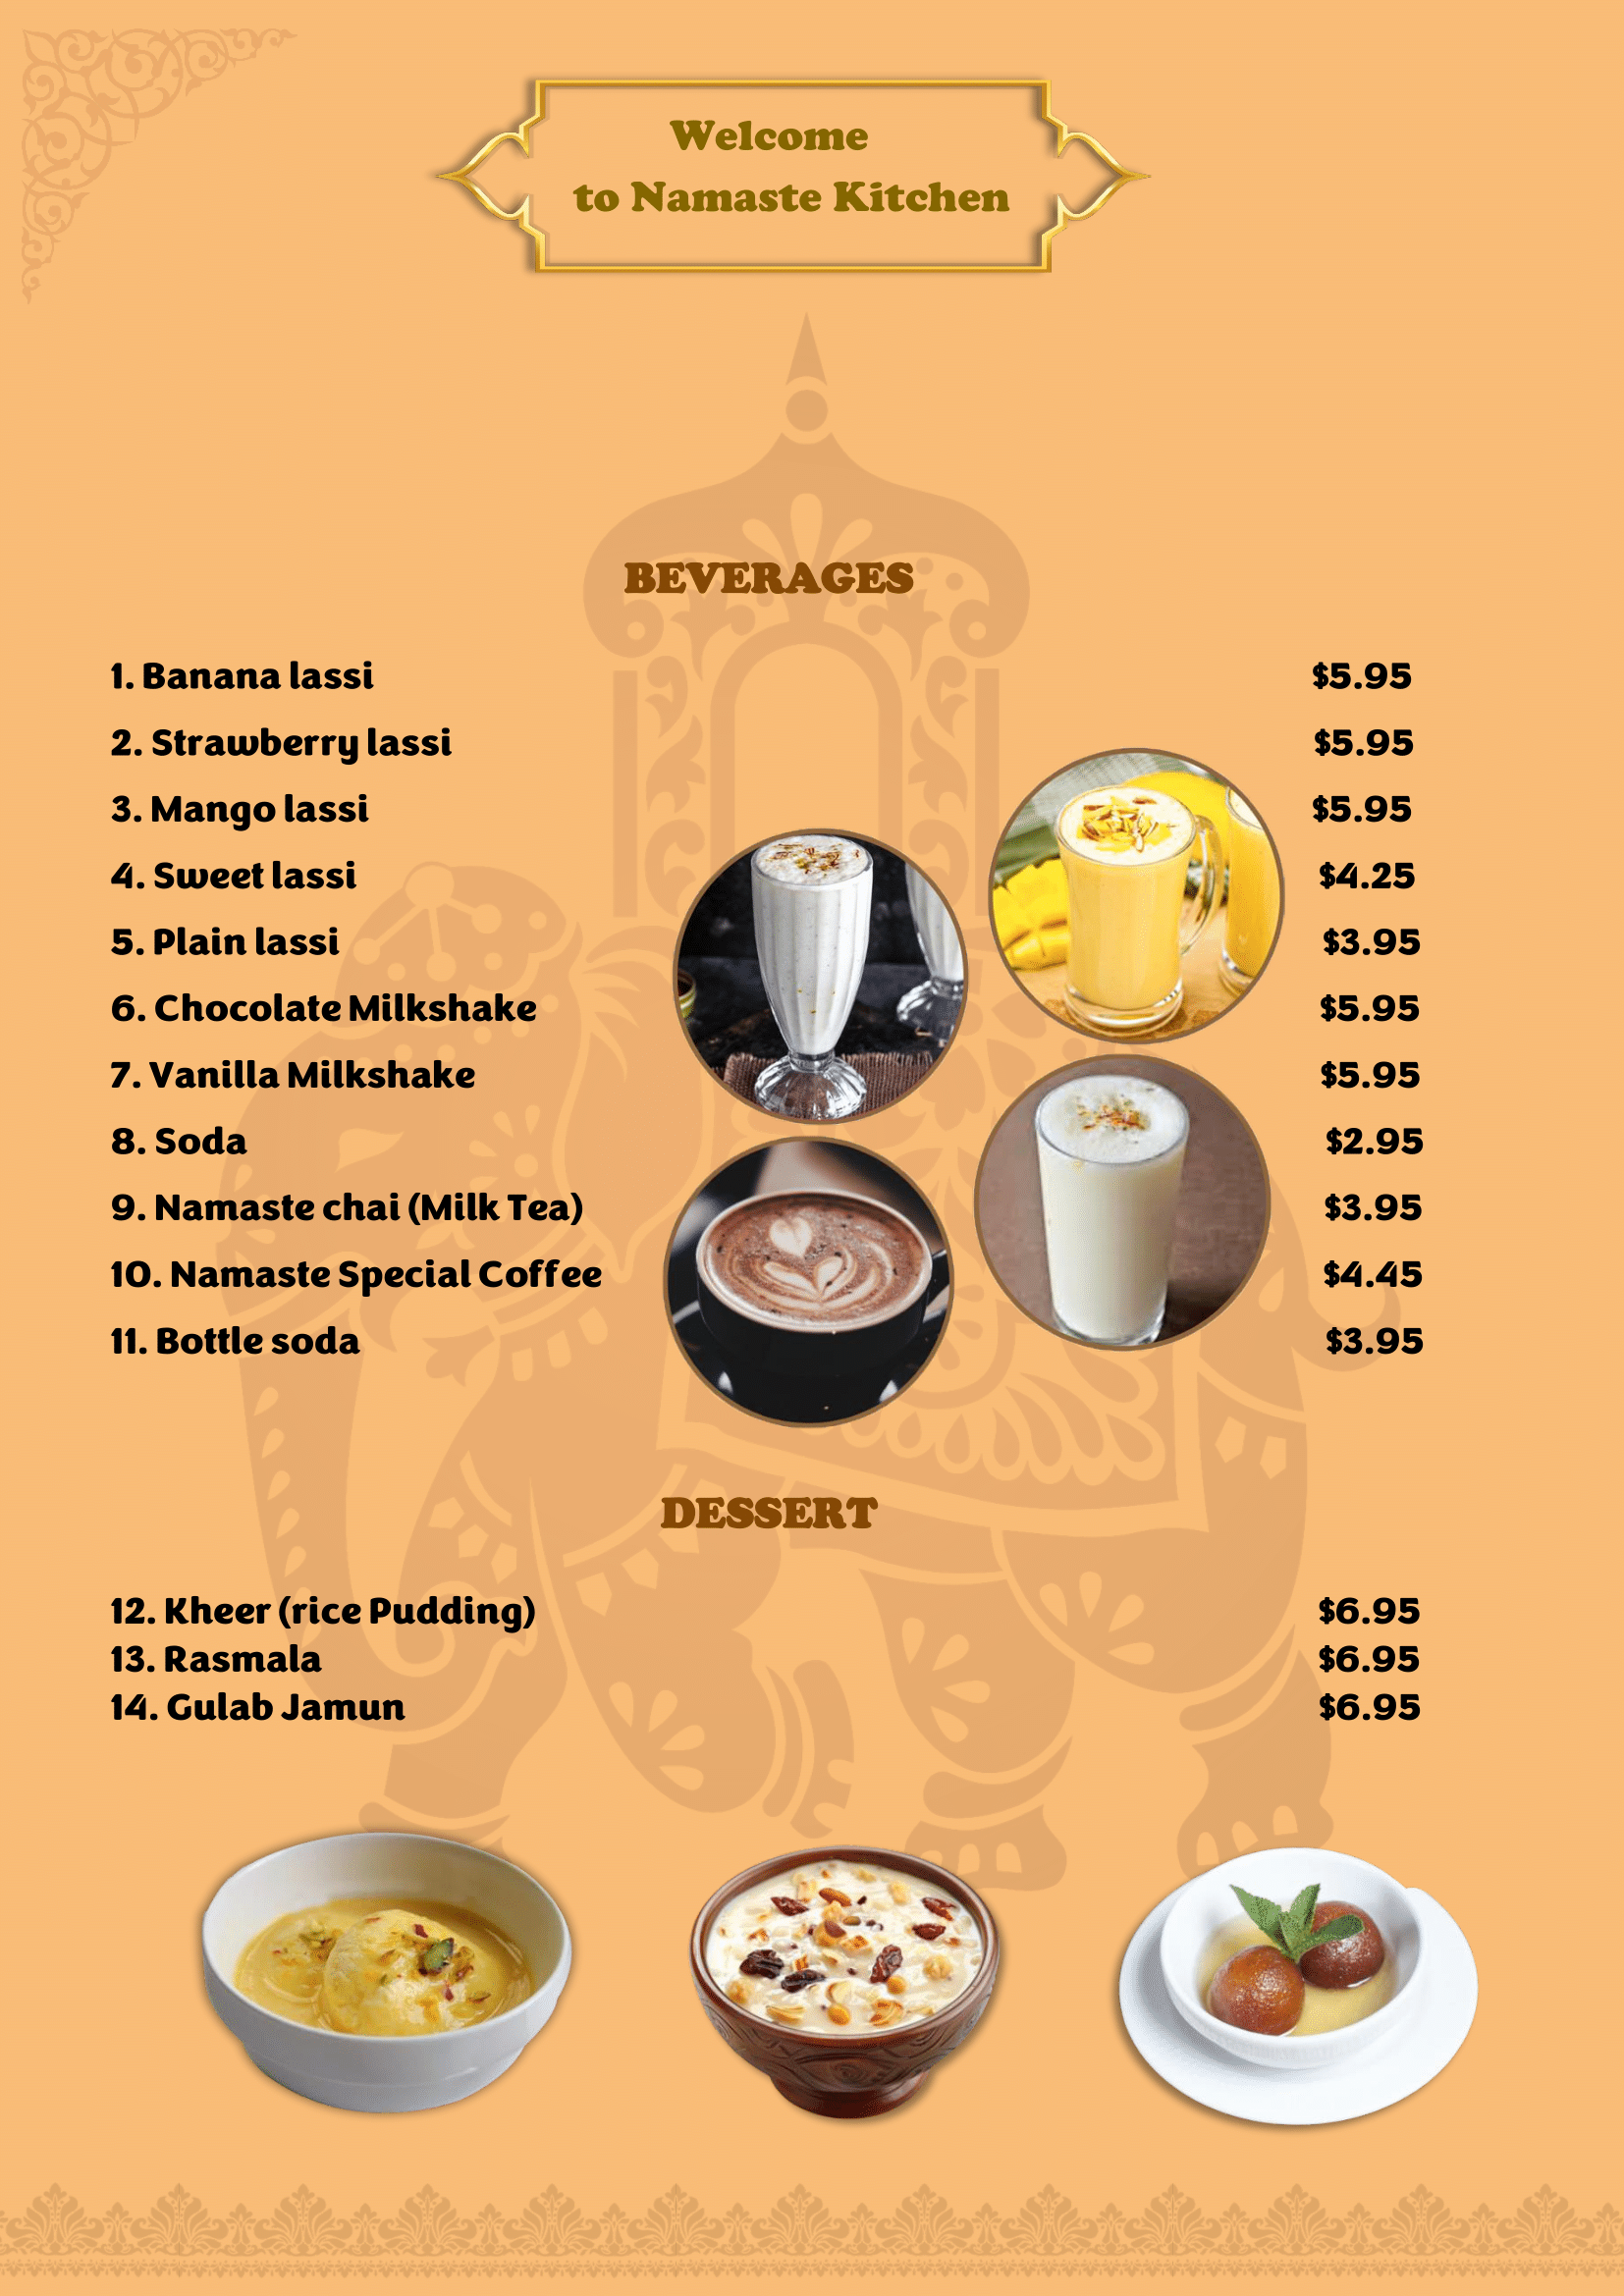 Welcome
to Namaste Kitchen
BEVERAGES
1. Banana lassi $5.95
2. Strawberry lassi $5.95
3. Mango lassi $5.95
4. Sweet lassi $4.25
5. Plain lassi $3.95
6. Chocolate Milkshake $5.95
7. Vanilla Milkshake $5.95
8. Soda $2.95
9. Namaste chai (Milk Tea) $3.95
10. Namaste Special Coffee $4.45
11. Bottle soda $3.95
DESSERT
12. Kheer (rice Pudding) $6.95
13. Rasmala $6.95
14. Gulab Jamun $6.95